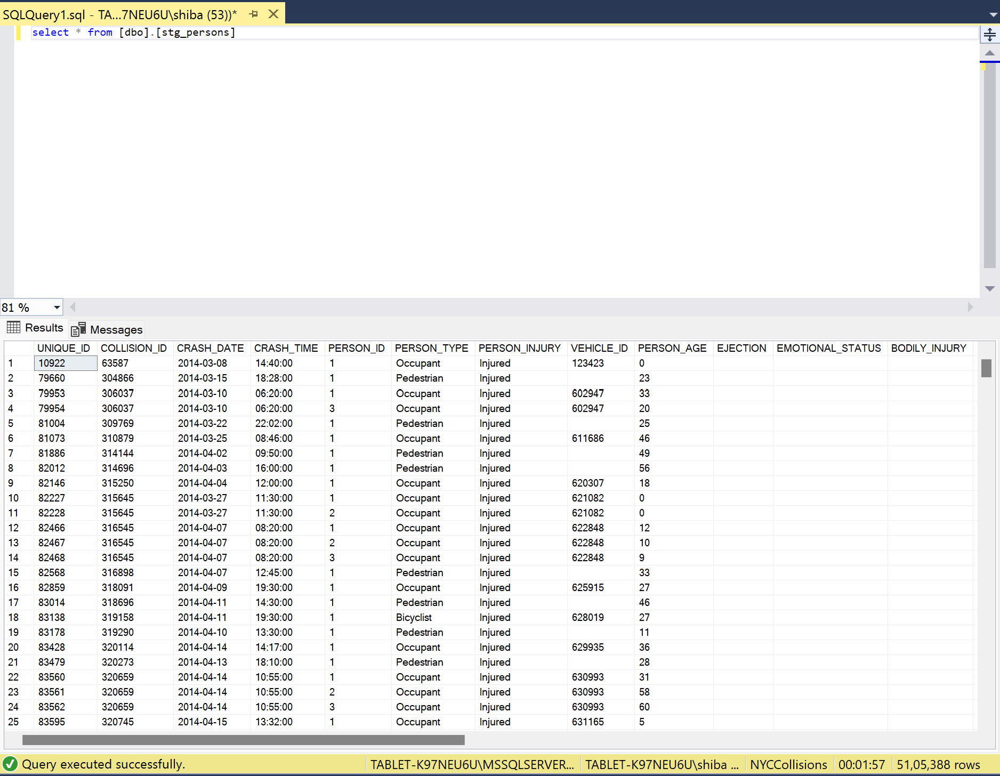 SQLQuery1.sql - TA...7NEU6U\shiba (53))*
select * from [dbo].[stg_persons]
81 %
Results Messages
UNIQUE_ID COLLISION_ID CRASH_DATE CRASH_TIME PERSON_ID PERSON_TYPE PERSON_INJURY VEHICLE_ID PERSON_AGE EJECTION EMOTIONAL_STATUS BODILY_INJURY
1 10922 63587 2014-03-08 14:40:00 1 Occupant Injured 123423 0
2 79660 304866 2014-03-15 18:28:00 1 Pedestrian Injured 23
3 79953 306037 2014-03-10 06:20:00 1 Occupant Injured 602947 33
4 79954 306037 2014-03-10 06:20:00 3 Occupant Injured 602947 20
5 81004 309769 2014-03-22 22:02:00 1 Pedestrian Injured 25
6 81073 310879 2014-03-25 08:46:00 1 Occupant Injured 611686 46
7 81886 314144 2014-04-02 09:50:00 1 Pedestrian Injured 49
8 82012 314696 2014-04-03 16:00:00 1 Pedestrian Injured 56
9 82146 315250 2014-04-04 12:00:00 1 Occupant Injured 620307 18
10 82227 315645 2014-03-27 11:30:00 1 Occupant Injured 621082 0
11 82228 315645 2014-03-27 11:30:00 2 Occupant Injured 621082 0
12 82466 316545 2014-04-07 08:20:00 1 Occupant Injured 622848 12
13 82467 316545 2014-04-07 08:20:00 2 Occupant Injured 622848 10
14 82468 316545 2014-04-07 08:20:00 3 Occupant Injured 622848 9
15 82568 316898 2014-04-07 12:45:00 1 Pedestrian Injured 33
16 82859 318091 2014-04-09 19:30:00 1 Occupant Injured 625915 27
17 83014 318696 2014-04-11 14:30:00 1 Pedestrian Injured 46
18 83138 319158 2014-04-11 19:30:00 1 Bicyclist Injured 628019 27
19 83178 319290 2014-04-10 13:30:00 1 Pedestrian Injured 11
20 83428 320114 2014-04-14 14:17:00 1 Occupant Injured 629935 36
21 83479 320273 2014-04-13 18:10:00 1 Pedestrian Injured 28
22 83560 320659 2014-04-14 10:55:00 1 Occupant Injured 630993 31
23 83561 320659 2014-04-14 10:55:00 2 Occupant Injured 630993 58
24 83562 320659 2014-04-14 10:55:00 3 Occupant Injured 630993 60
25 83595 320745 2014-04-15 13:32:00 1 Occupant Injured 631165 5
Query executed successfully. TABLET-K97NEU6U\MSSQLSERVER... TABLET-K97NEU6U\shiba ... NYCCollisions 00:01:57 51,05,388 rows